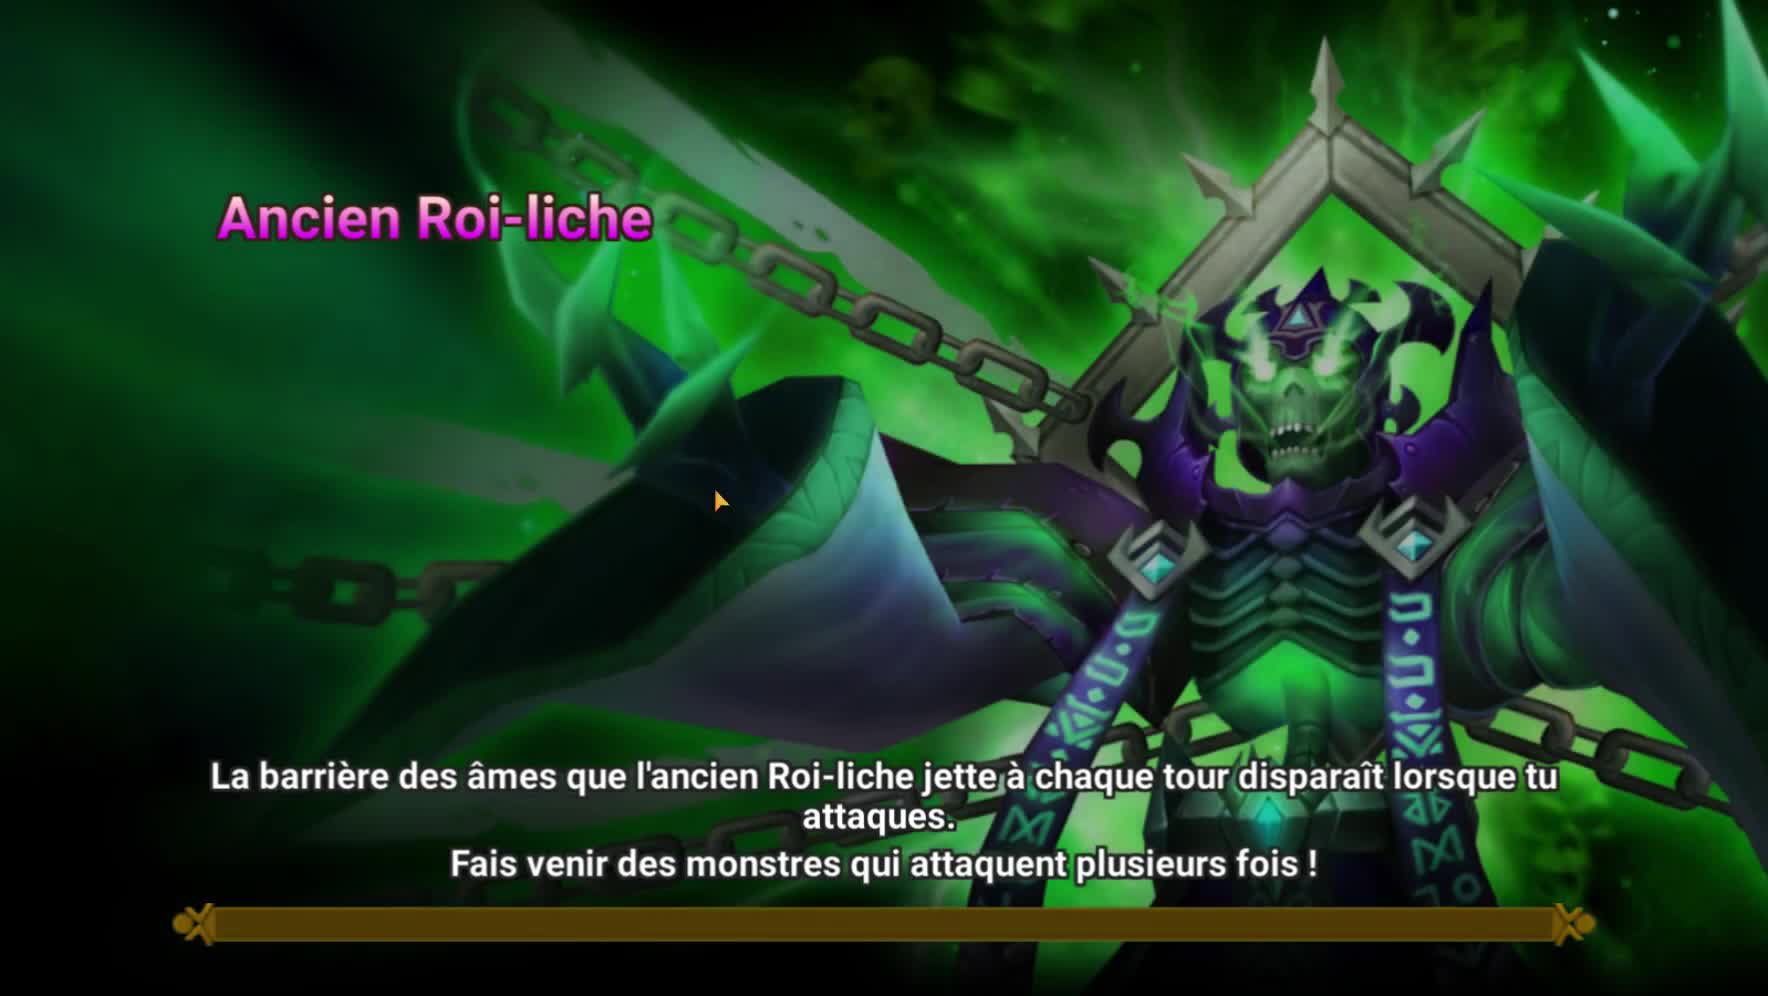 Ancien Roi-liche
La barrière des âmes que l'ancien Roi-liche jette à chaque tour disparaît lorsque tu
attaques.
Fais venir des monstres qui attaquent plusieurs fois !